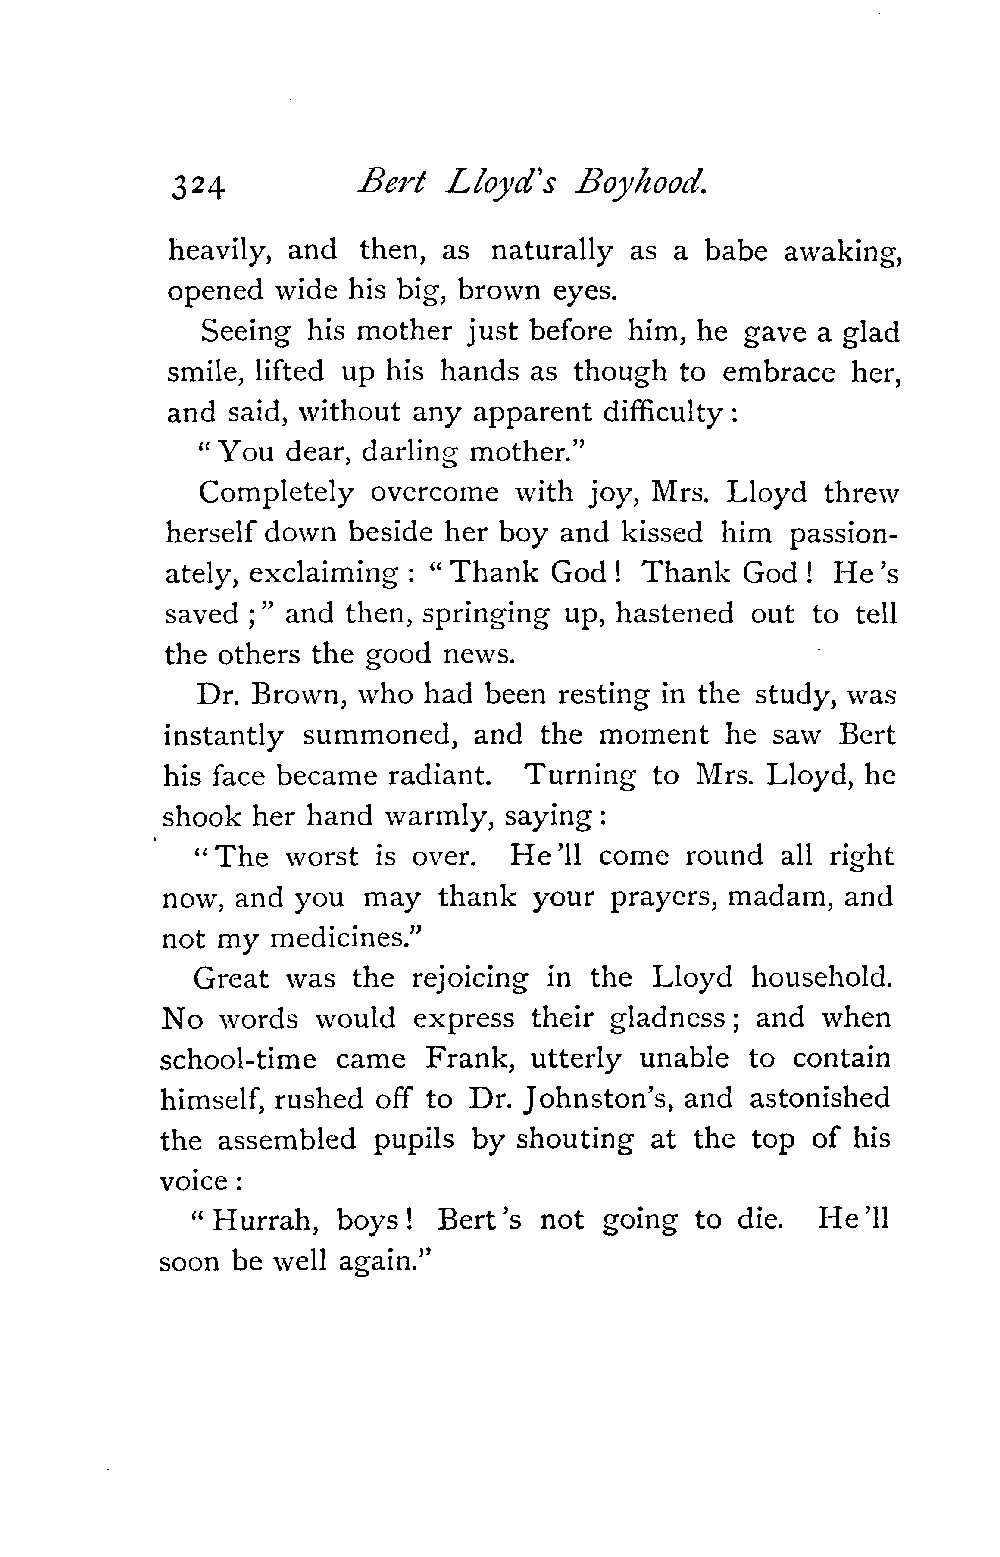 324 Bert Lloyd's Boyhood.
heavily, and then, as naturally as a babe awaking,
opened wide his big, brown eyes.
Seeing his mother just before him, he gave a glad
smile, lifted up his hands as though to embrace her,
and said, without any apparent difficulty :
“ You dear, darling mother.”
Completely overcome with joy, Mrs. Lloyd threw
herself down beside her boy and kissed him passion-
ately, exclaiming : “ Thank God ! Thank God ! He 's
saved ; ” and then, springing up, hastened out to tell
the others the good news.
Dr. Brown, who had been resting in the study, was
instantly summoned, and the moment he saw Bert
his face became radiant. Turning to Mrs. Lloyd, he
shook her hand warmly, saying :
“ The worst is over. He 'll come round all right
now, and you may thank your prayers, madam, and
not my medicines.”
Great was the rejoicing in the Lloyd household.
No words would express their gladness ; and when
school-time came Frank, utterly unable to contain
himself, rushed off to Dr. Johnston's, and astonished
the assembled pupils by shouting at the top of his
voice :
“ Hurrah, boys ! Bert 's not going to die. He 'll
soon be well again.”